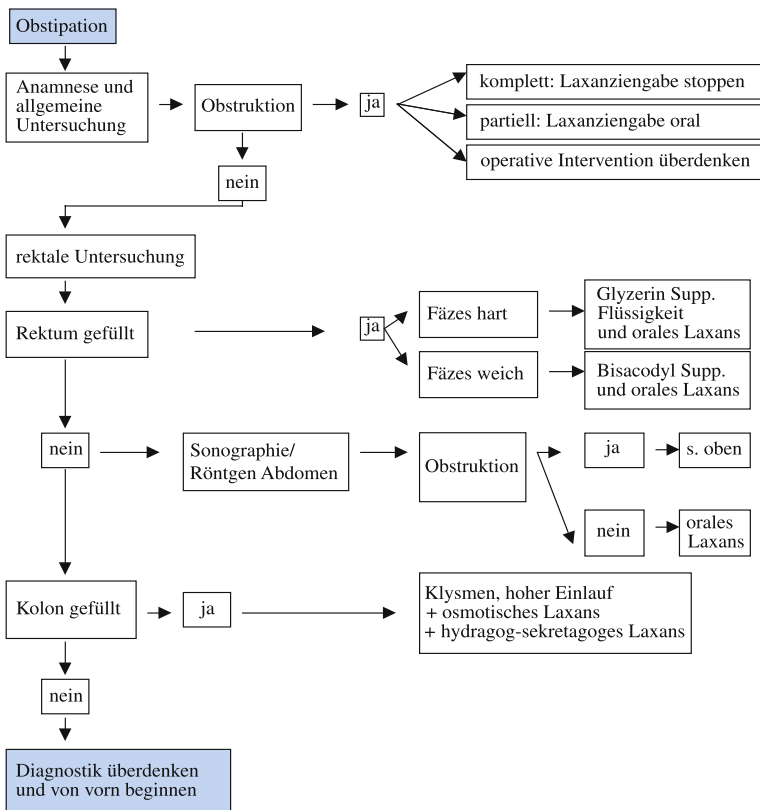 Obstipation
Anamnese und
allgemeine
Untersuchung
Obstruktion
ja
komplett: Laxanziengabe stoppen
partiell: Laxanziengabe oral
operative Intervention überdenken
nein
rektale Untersuchung
Rektum gefüllt
ja
Fäzes hart
Glyzerin Supp.
Flüssigkeit
und orales Laxans
Fäzes weich
Bisacodyl Supp.
und orales Laxans
nein
Sonographie/
Röntgen Abdomen
Obstruktion
ja
s. oben
nein
orales
Laxans
Kolon gefüllt
ja
Klysmen, hoher Einlauf
+ osmotisches Laxans
+ hydragog-sekretagoges Laxans
nein
Diagnostik überdenken
und von vorn beginnen